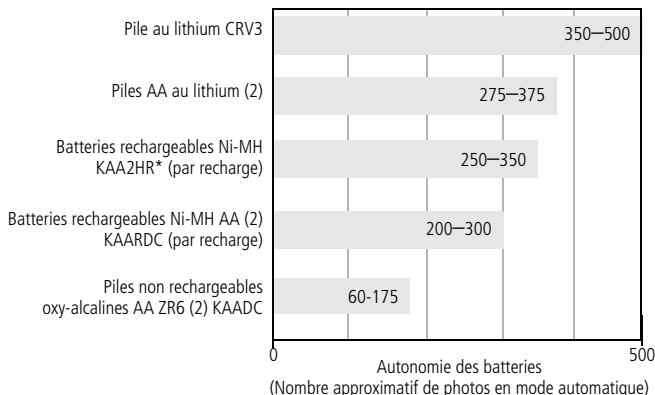 Pile au lithium CRV3
350—500
Piles AA au lithium (2)
275—375
Batteries rechargeables Ni-MH
KAA2HR* (par recharge)
250—350
Batteries rechargeables Ni-MH AA (2)
KAARDC (par recharge)
200—300
Piles non rechargeables
oxy-alcalines AA ZR6 (2) KAADC
60-175
0
500
Autonomie des batteries
(Nombre approximatif de photos en mode automatique)